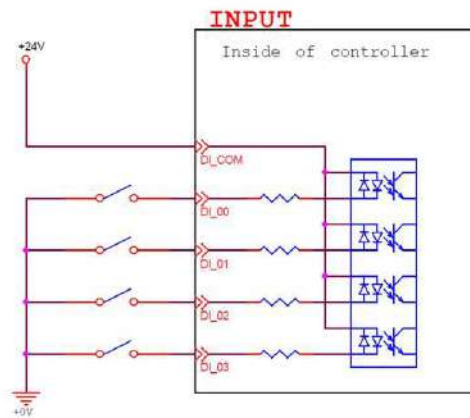 INPUT
+24V
Inside of controller
DI_COM
DI_00
DI_01
DI_02
DI_03
+0V